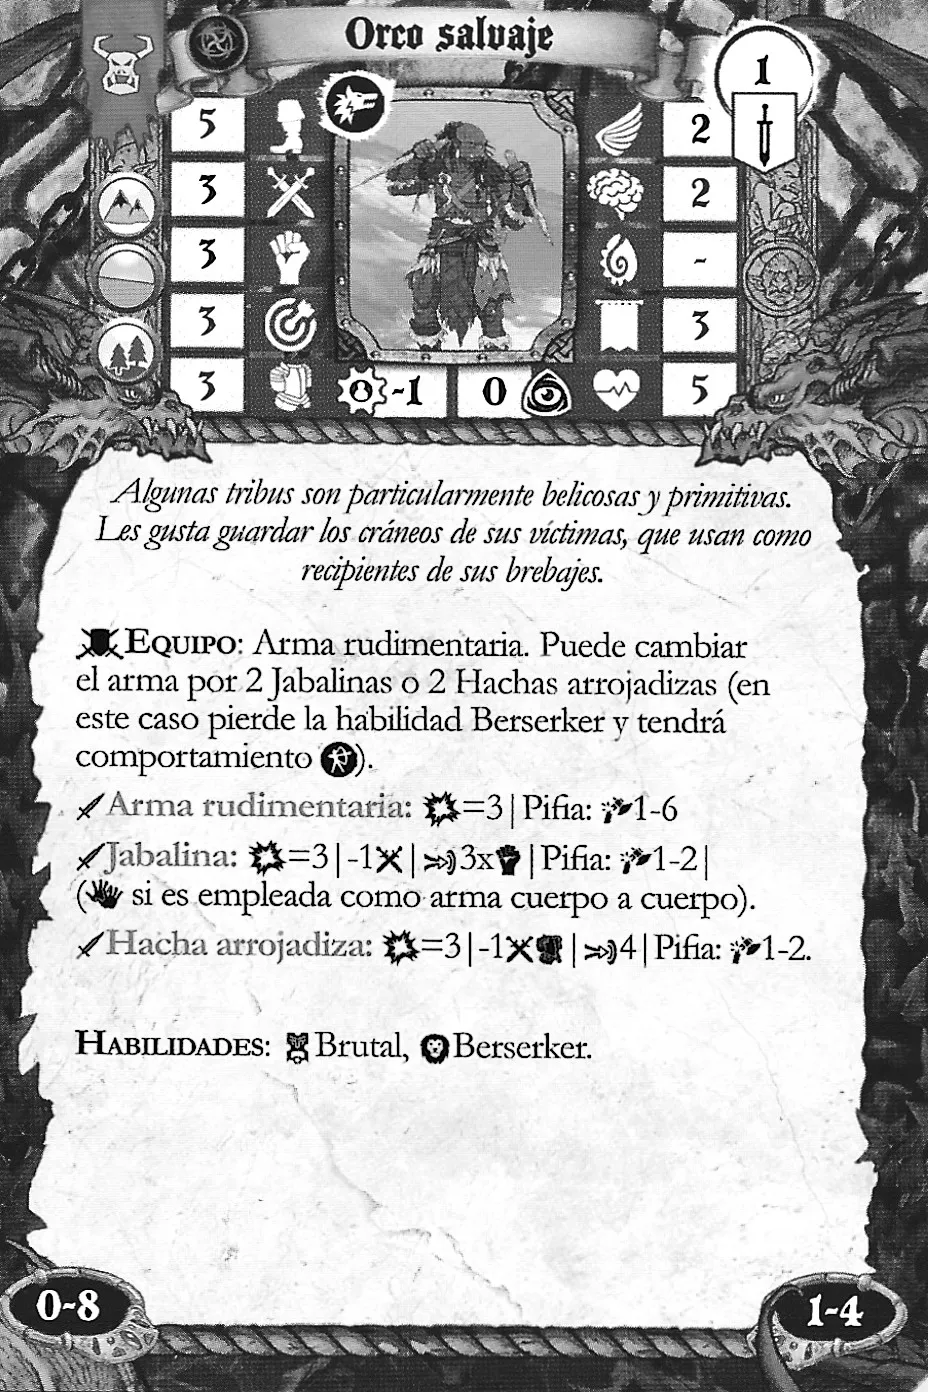 Orco salvaje
1
5
2
3
2
3
-
3
3
3
-1
0
5
Algunas tribus son particularmente belicosas y primitivas.
Les gusta guardar los cráneos de sus víctimas, que usan como
recipientes de sus brebajes.
EQUIPO: Arma rudimentaria. Puede cambiar
el arma por 2 Jabalinas o 2 Hachas arrojadizas (en
este caso pierde la habilidad Berserker y tendrá
comportamiento ).
Arma rudimentaria: =3 | Pifia: 1-6
Jabalina: =3 | -1 | 3x | Pifia: 1-2 |
( si es empleada como arma cuerpo a cuerpo).
Hacha arrojadiza: =3 | -1 | 4 | Pifia: 1-2.
HABILIDADES: Brutal, Berserker.
0-8
1-4